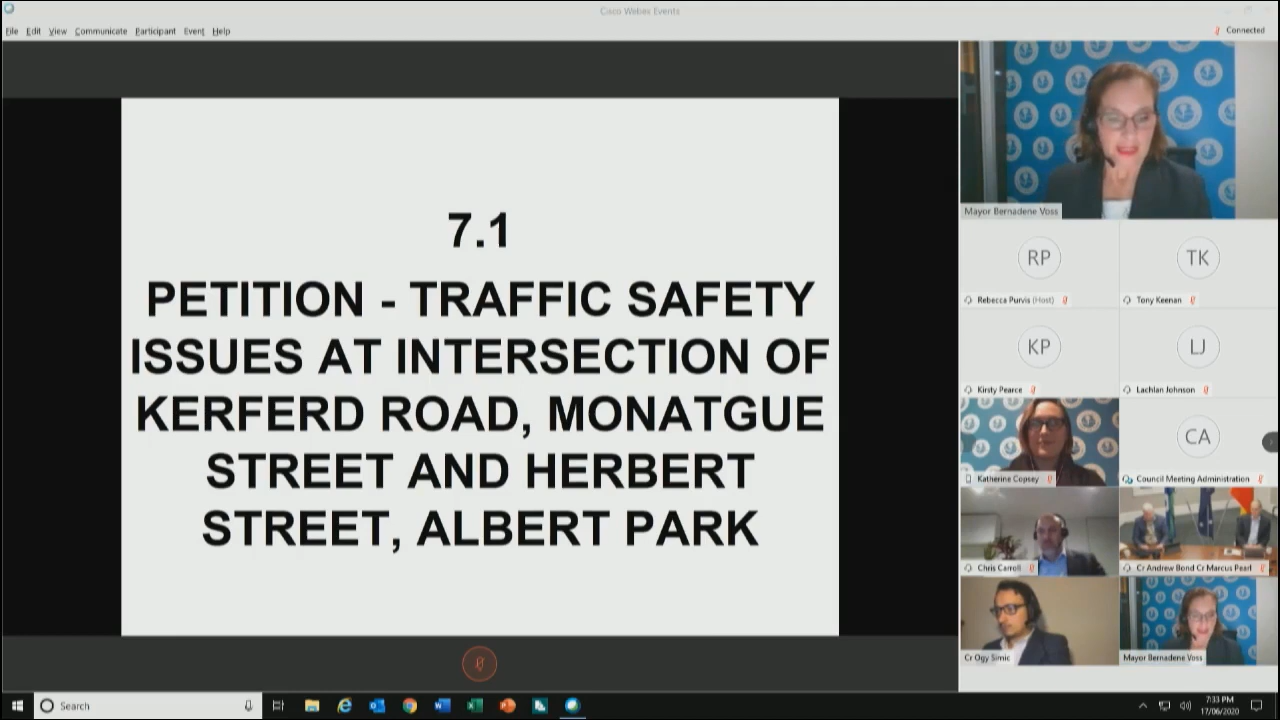 Cisco Webex Events
File Edit View Communicate Participant Event Help
Connected
7.1
PETITION - TRAFFIC SAFETY
ISSUES AT INTERSECTION OF
KERFERD ROAD, MONATGUE
STREET AND HERBERT
STREET, ALBERT PARK
Mayor Bernadene Voss
RP
TK
Rebecca Purvis (Host)
Tony Keenan
KP
LJ
Kirsty Pearce
Lachlan Johnson
CA
Katherine Copsey
Council Meeting Administration
Chris Carroll
Cr Andrew Bond Cr Marcus Pearl
Cr Ogy Simic
Mayor Bernadene Voss
Search
7:33 PM
17/06/2020